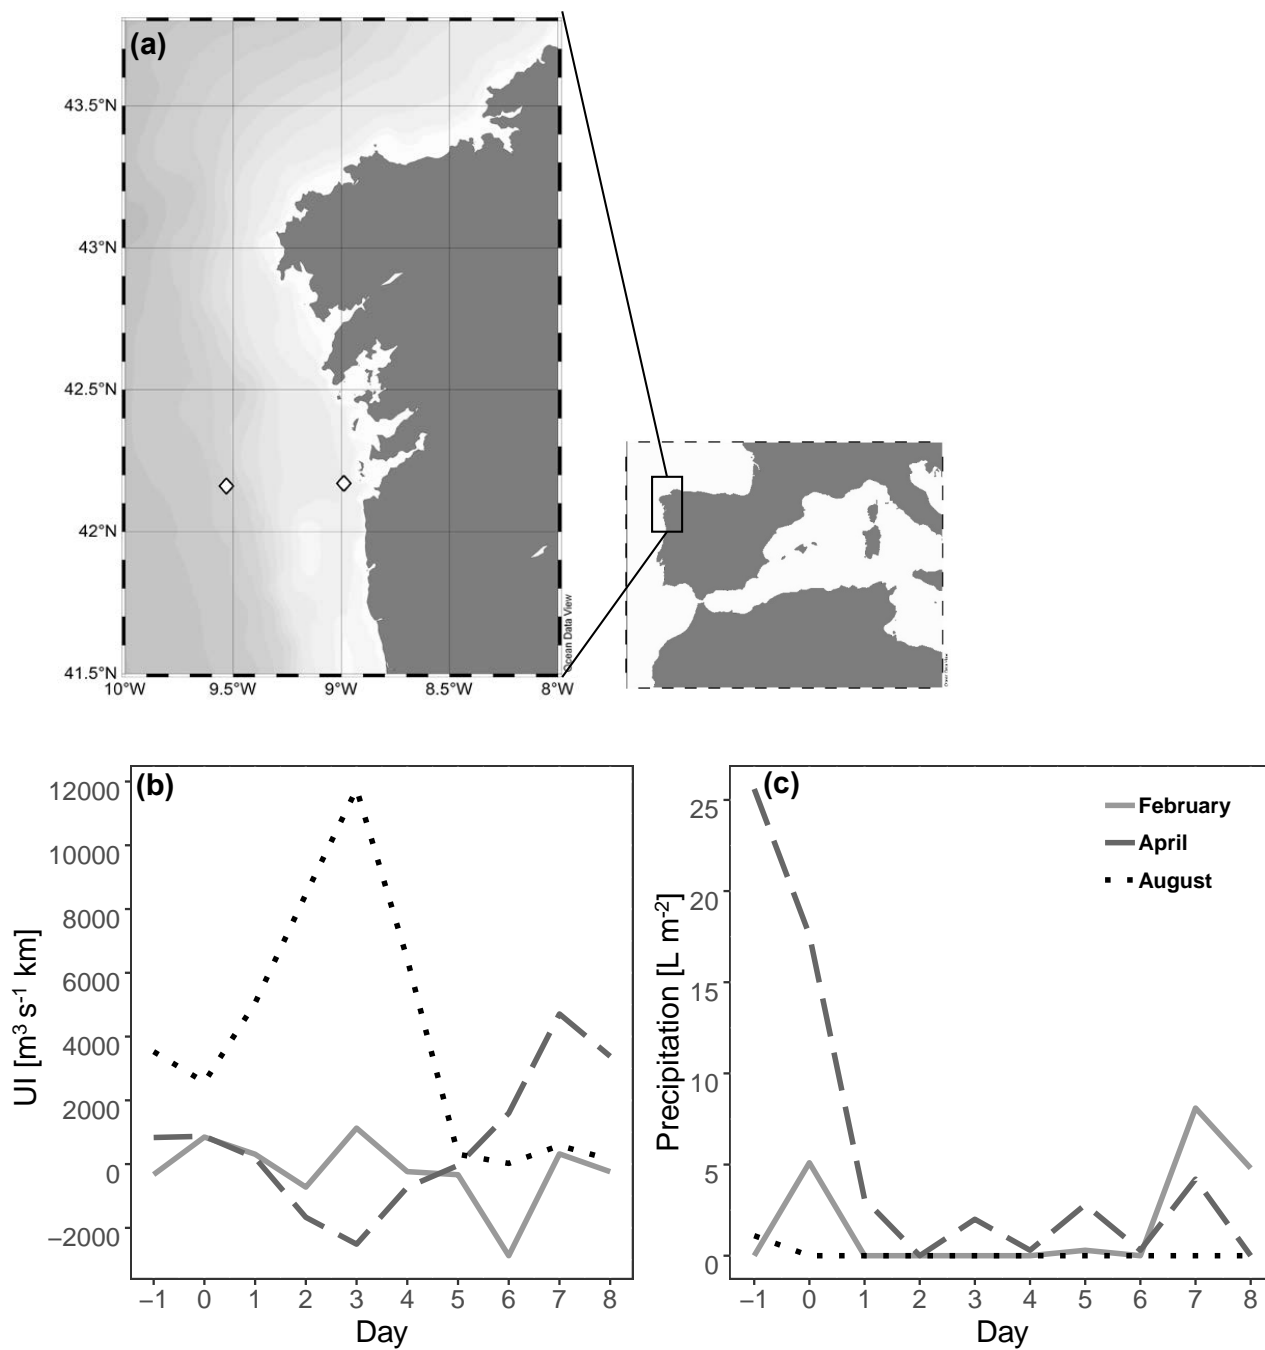 (a)
43.5°N
43°N
42.5°N
42°N
41.5°N
10°W 9.5°W 9°W 8.5°W 8°W
Ocean Data View
(b)
12000
10000
8000
6000
4000
2000
0
−2000
UI [m³ s⁻¹ km]
−1 0 1 2 3 4 5 6 7 8
Day
(c)
February
April
August
25
20
15
10
5
0
Precipitation [L m⁻²]
−1 0 1 2 3 4 5 6 7 8
Day